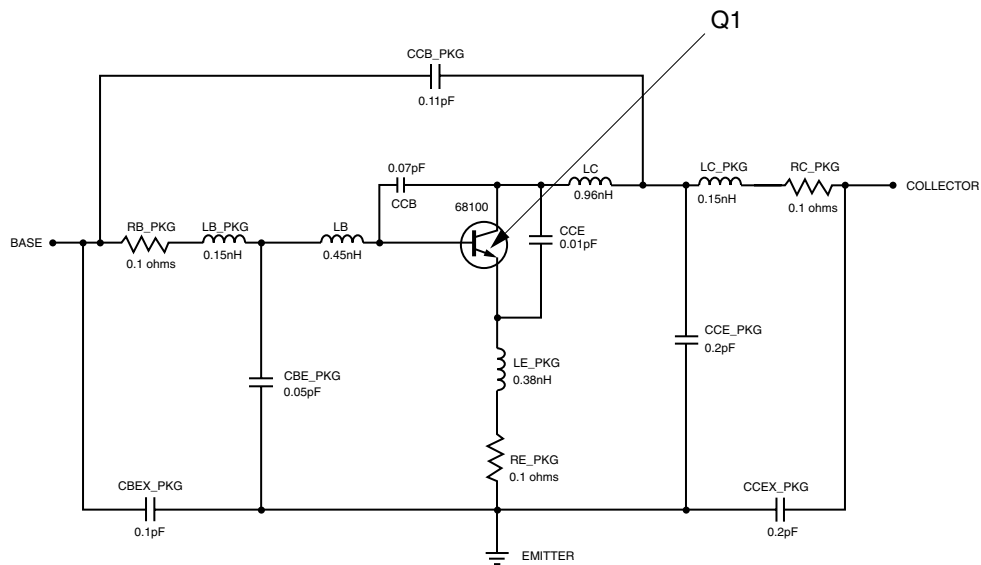 Q1
CCB_PKG
0.11pF
0.07pF
CCB
LC
0.96nH
LC_PKG
0.15nH
RC_PKG
0.1 ohms
COLLECTOR
68100
BASE
RB_PKG
0.1 ohms
LB_PKG
0.15nH
LB
0.45nH
CCE
0.01pF
CCE_PKG
0.2pF
LE_PKG
0.38nH
CBE_PKG
0.05pF
RE_PKG
0.1 ohms
CBEX_PKG
0.1pF
CCEX_PKG
0.2pF
EMITTER